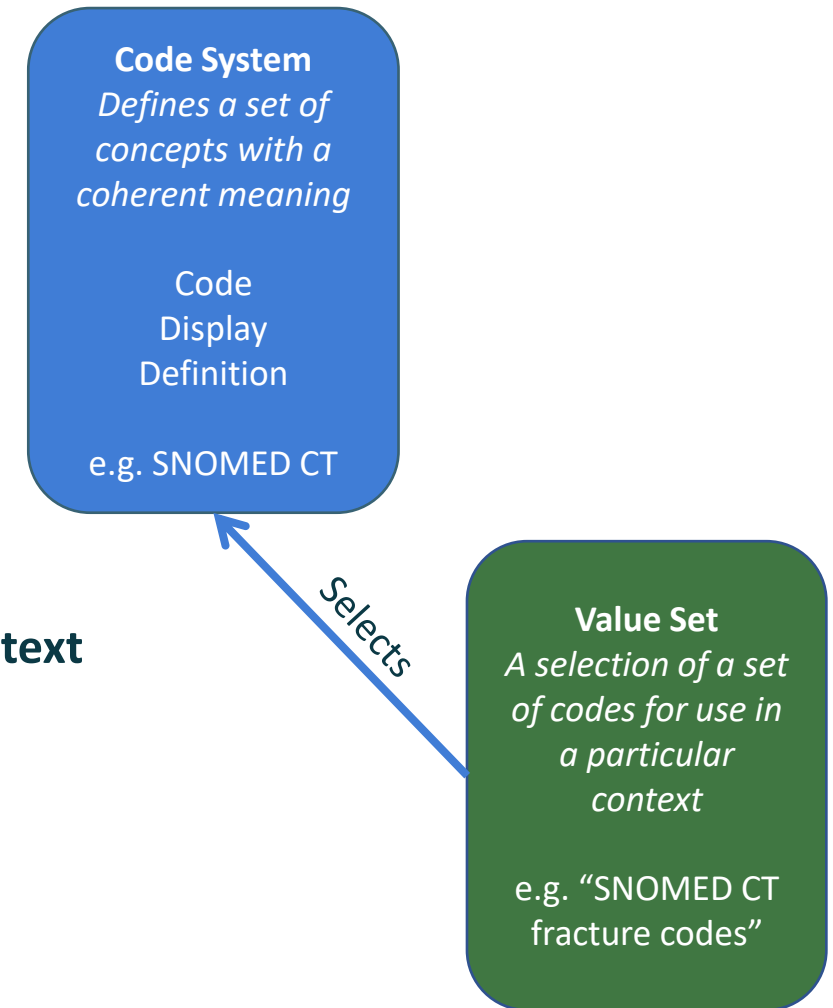 Code System
Defines a set of
concepts with a
coherent meaning
Code
Display
Definition
e.g. SNOMED CT
Selects
text
Value Set
A selection of a set
of codes for use in
a particular
context
e.g. “SNOMED CT
fracture codes”